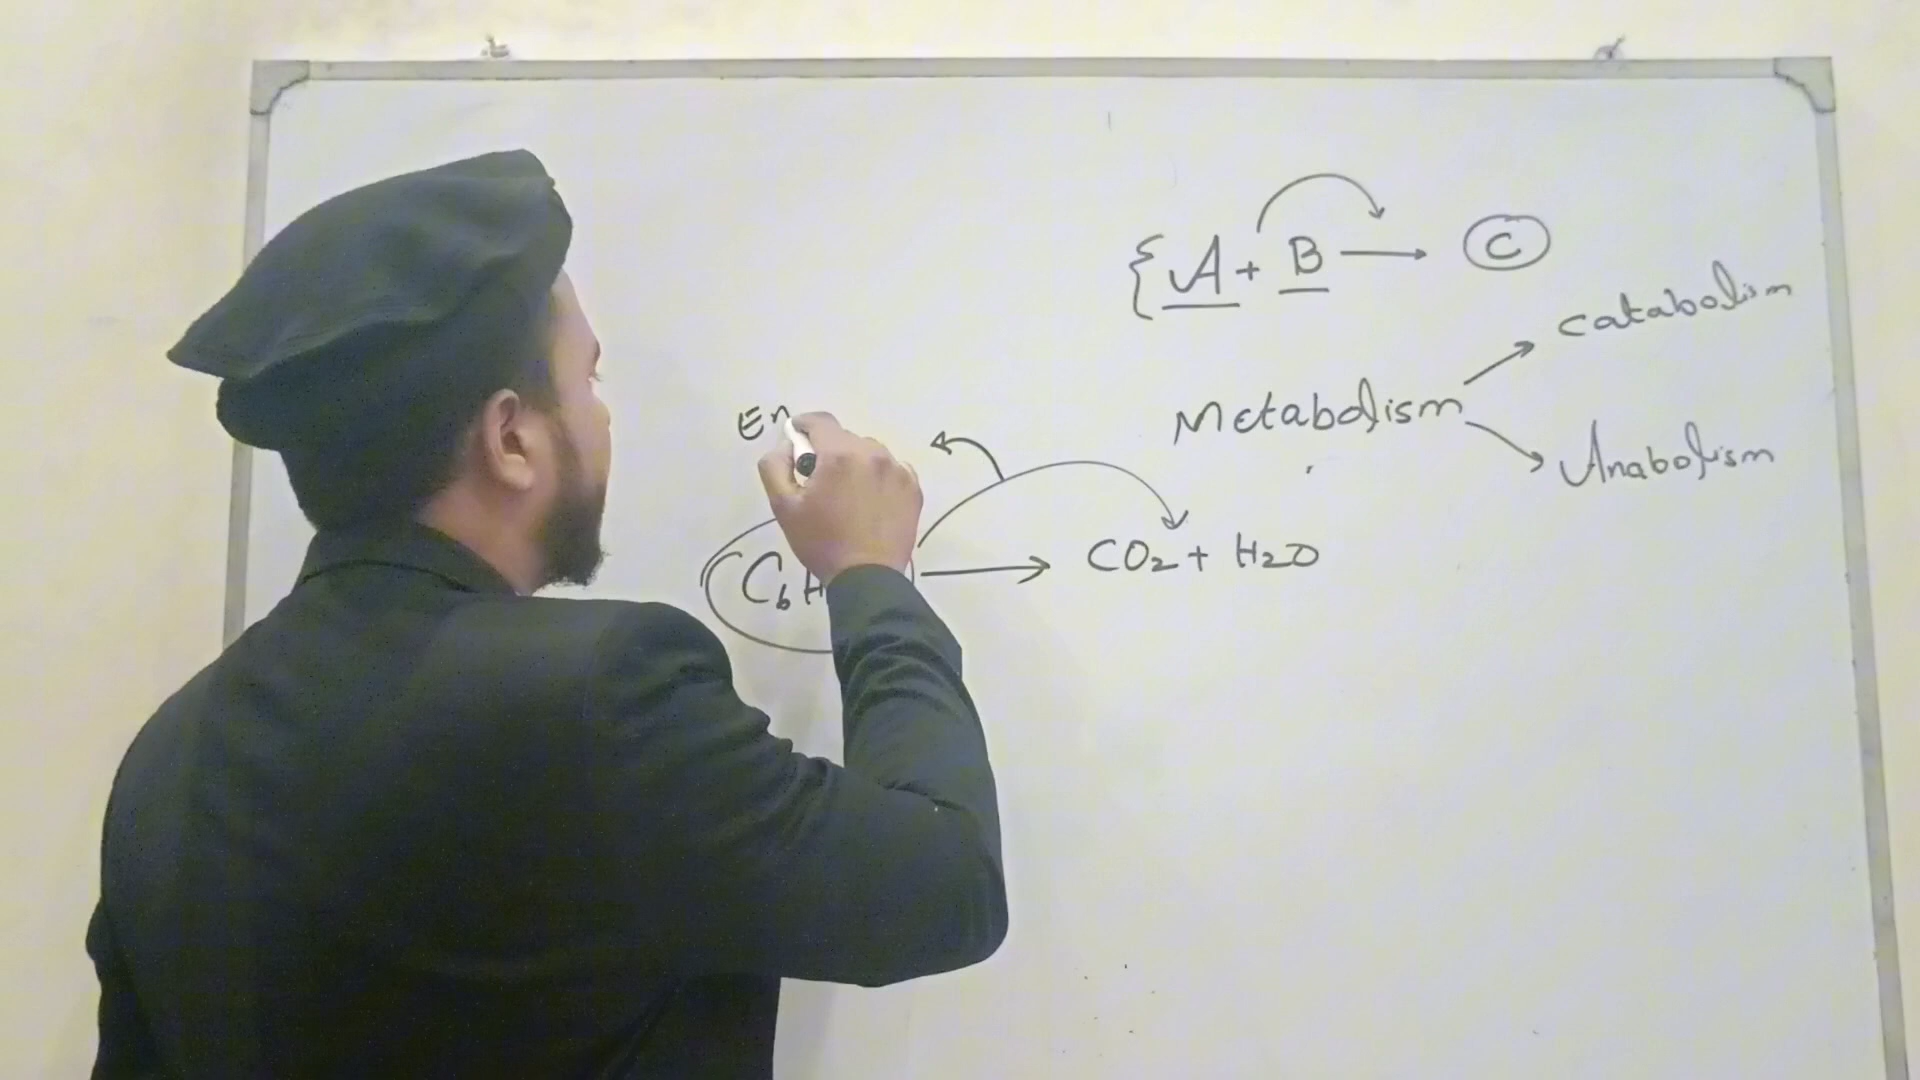 {A + B → C
Metabolism
Catabolism
Anabolism
En
C6H → CO2 + H2O